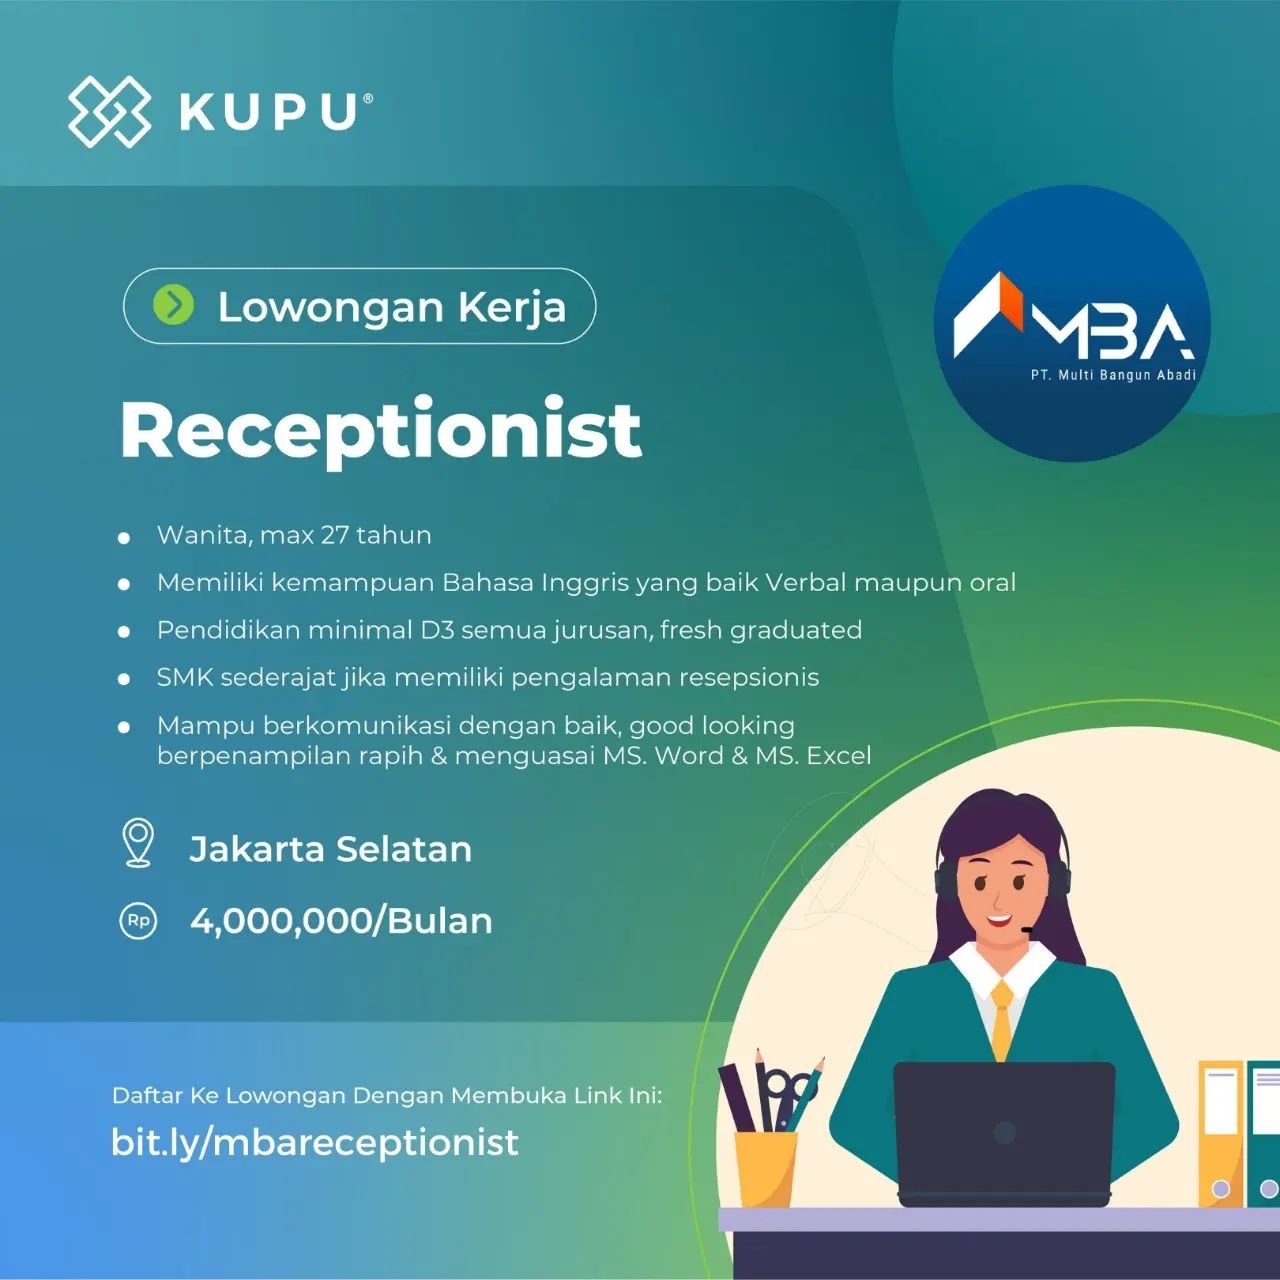 KUPU®
MBA
PT. Multi Bangun Abadi
Lowongan Kerja
Receptionist
Wanita, max 27 tahun
Memiliki kemampuan Bahasa Inggris yang baik Verbal maupun oral
Pendidikan minimal D3 semua jurusan, fresh graduated
SMK sederajat jika memiliki pengalaman resepsionis
Mampu berkomunikasi dengan baik, good looking
berpenampilan rapih & menguasai MS. Word & MS. Excel
Jakarta Selatan
Rp 4,000,000/Bulan
Daftar Ke Lowongan Dengan Membuka Link Ini:
bit.ly/mbareceptionist